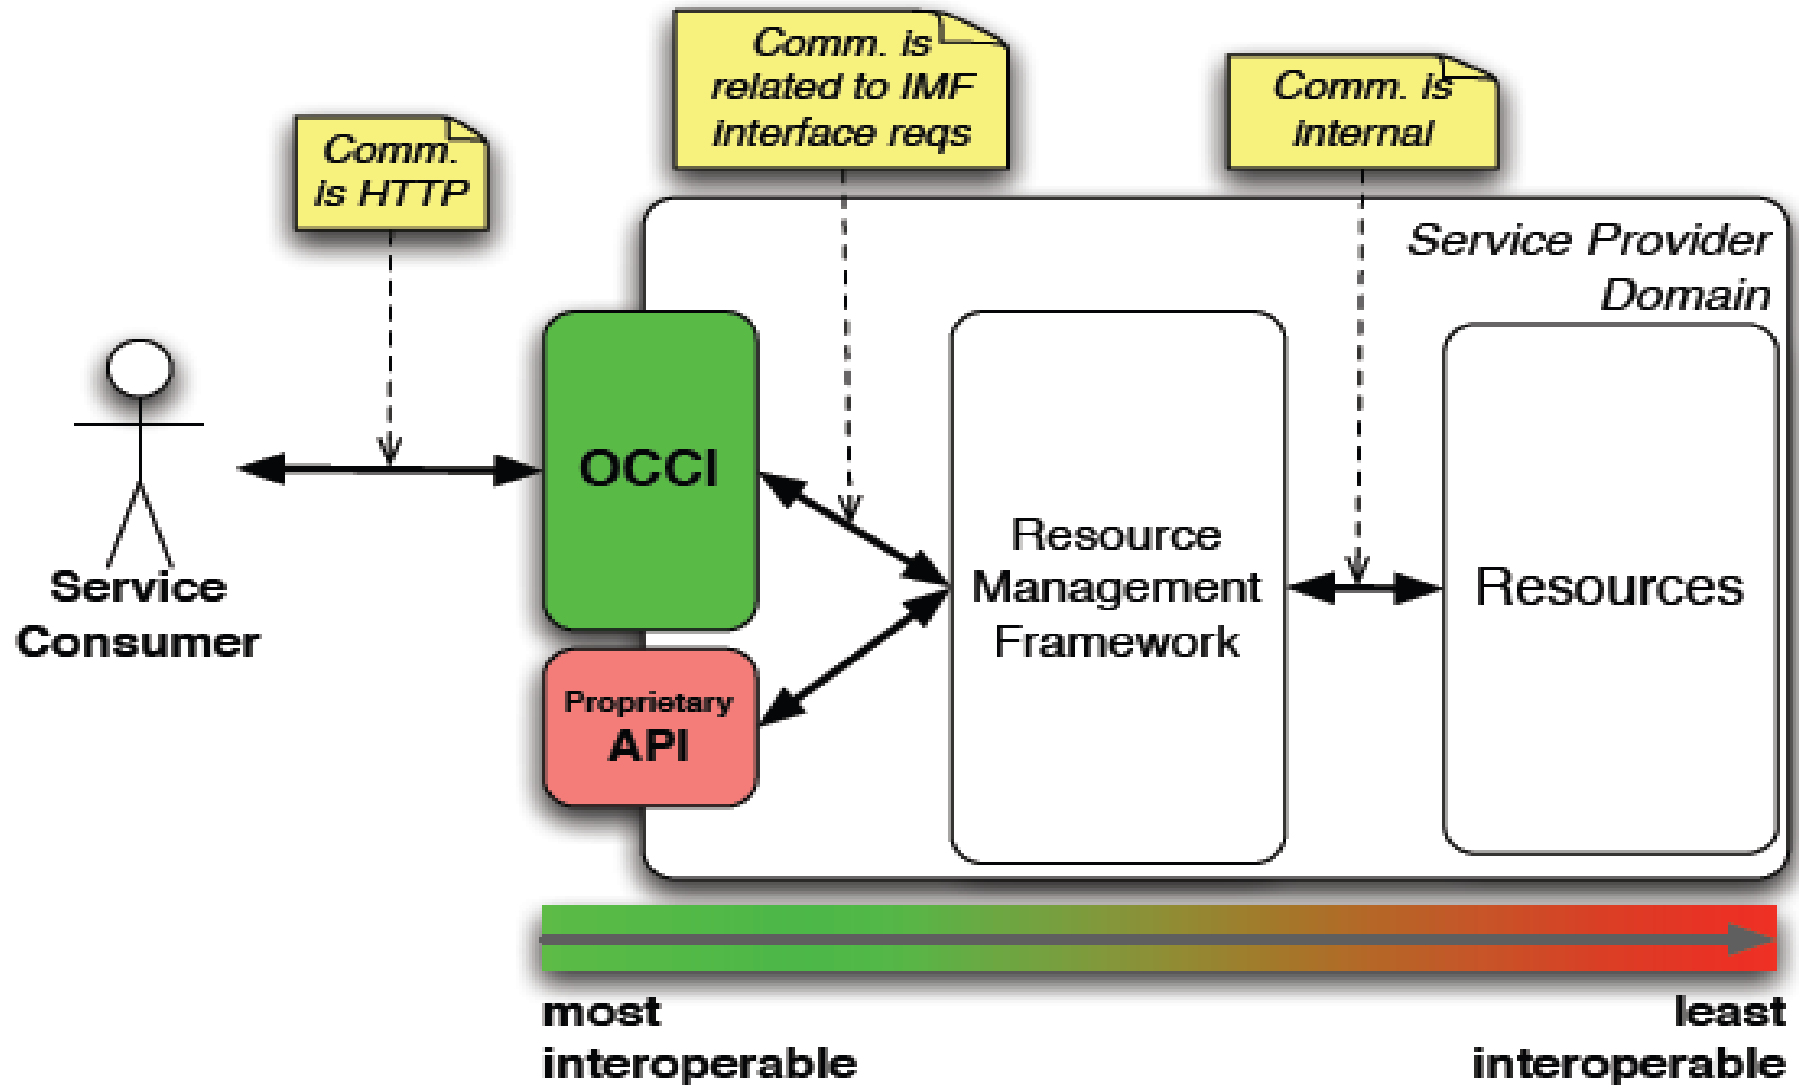 Comm. is
related to IMF
interface reqs
Comm. is
internal
Comm.
is HTTP
Service Provider
Domain
OCCI
Resource
Management
Framework
Resources
Service
Consumer
Proprietary
API
most
interoperable
least
interoperable